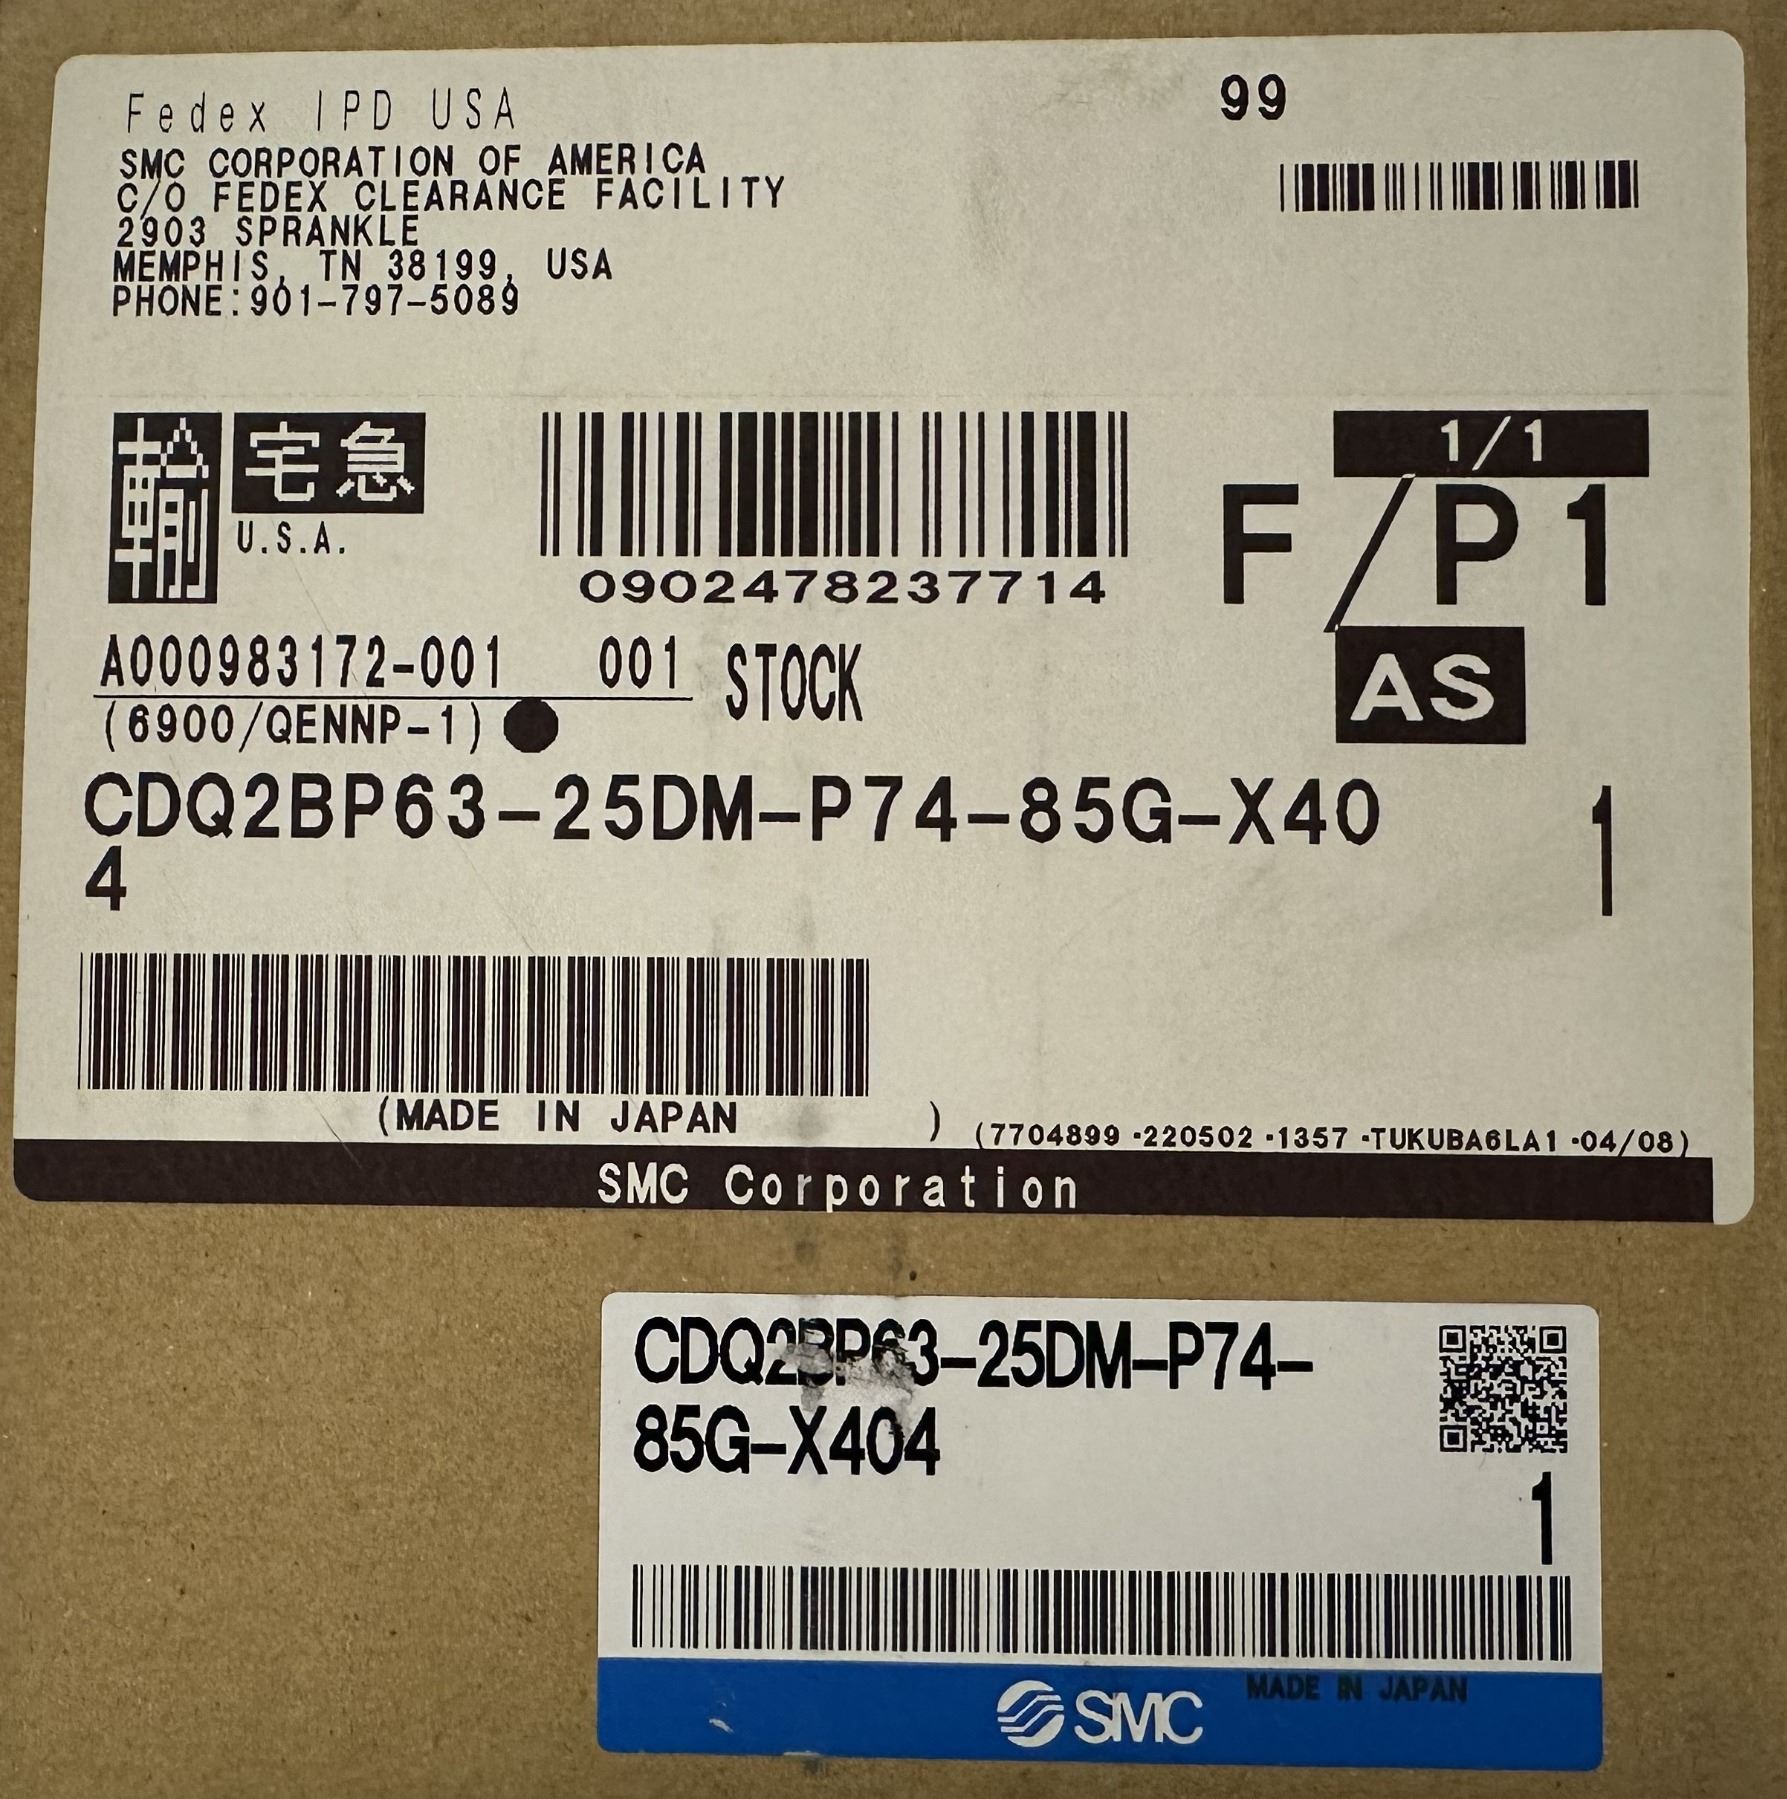 Fedex IPD USA
99
SMC CORPORATION OF AMERICA
C/O FEDEX CLEARANCE FACILITY
2903 SPRANKLE
MEMPHIS, TN 38199, USA
PHONE:901-797-5089
輸 宅急
U.S.A.
0902478237714
1/1
F/P1
A000983172-001 001 STOCK
AS
(6900/QENNP-1)●
CDQ2BP63-25DM-P74-85G-X40
4
1
(MADE IN JAPAN )
(7704899 ·220502 ·1357 ·TUKUBA6LA1 ·04/08)
SMC Corporation
CDQ2BP63-25DM-P74-
85G-X404
1
SMC MADE IN JAPAN